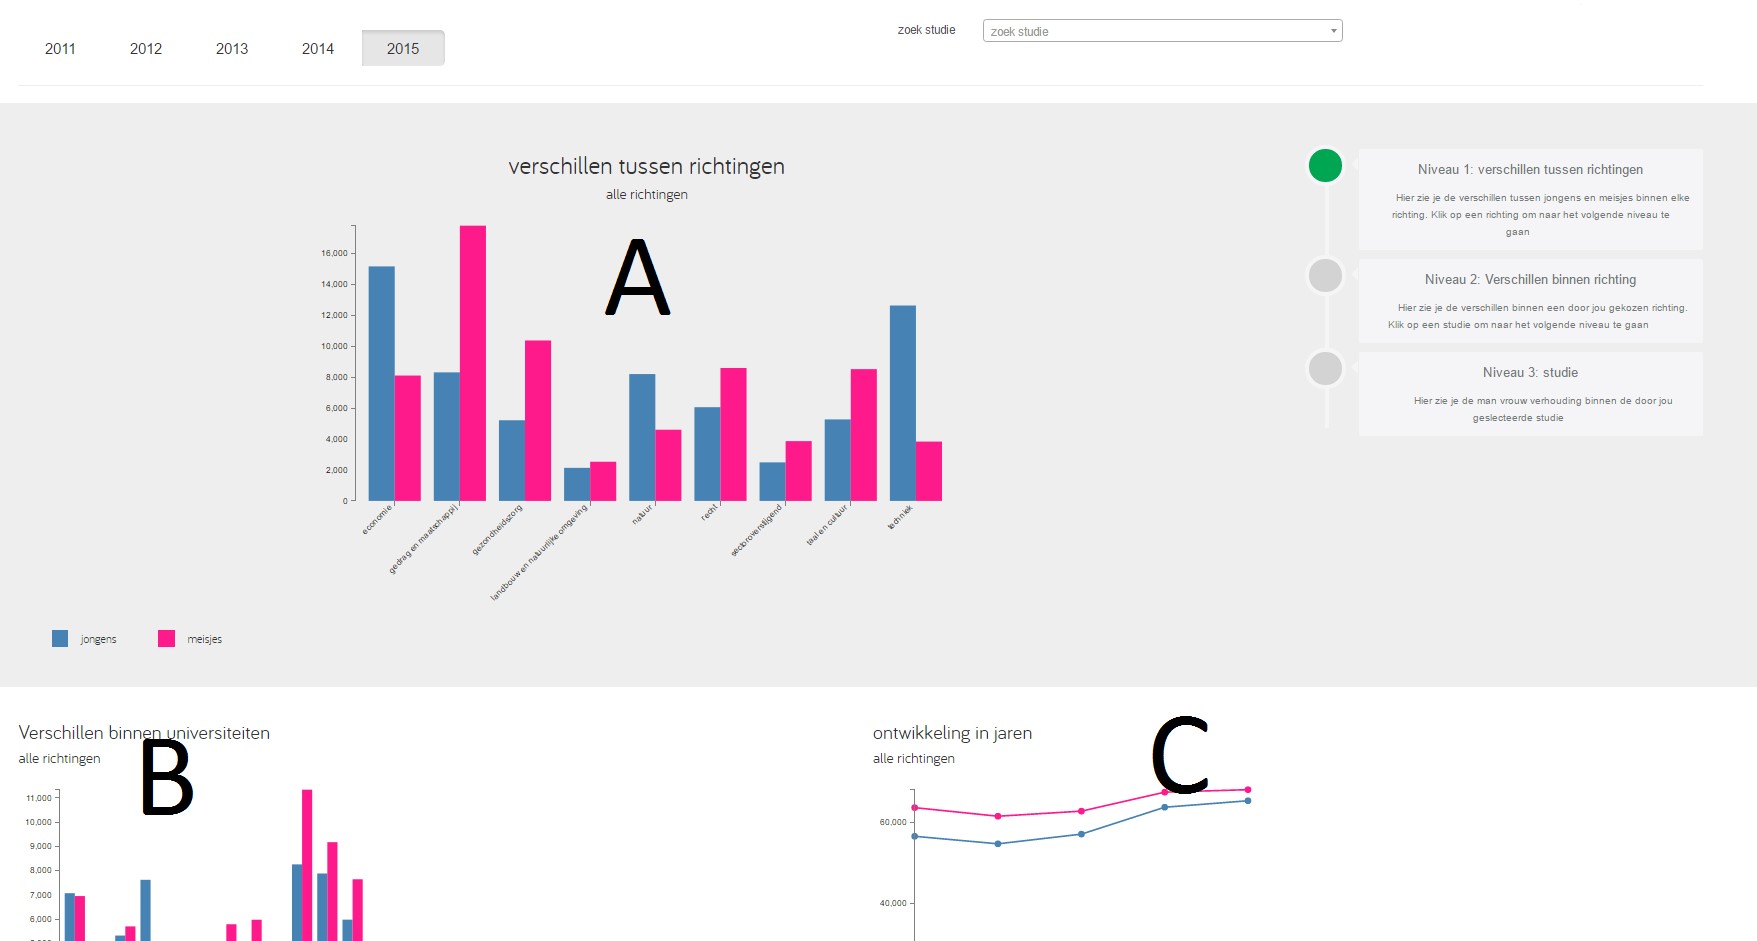 2011 2012 2013 2014 2015
zoek studie
zoek studie
verschillen tussen richtingen
alle richtingen
A
16,000
14,000
12,000
10,000
8,000
6,000
4,000
2,000
0
economie
gedrag en maatschappij
gezondheidszorg
landbouw en natuurlijke omgeving
natuur
recht
sectoroverstijgend
taal en cultuur
techniek
jongens
meisjes
Niveau 1: verschillen tussen richtingen
Hier zie je de verschillen tussen jongens en meisjes binnen elke
richting. Klik op een richting om naar het volgende niveau te
gaan
Niveau 2: Verschillen binnen richting
Hier zie je de verschillen binnen een door jou gekozen richting.
Klik op een studie om naar het volgende niveau te gaan
Niveau 3: studie
Hier zie je de man vrouw verhouding binnen de door jou
geslecteerde studie
Verschillen binnen universiteiten
alle richtingen
B
11,000
10,000
9,000
8,000
7,000
6,000
ontwikkeling in jaren
alle richtingen
C
60,000
40,000